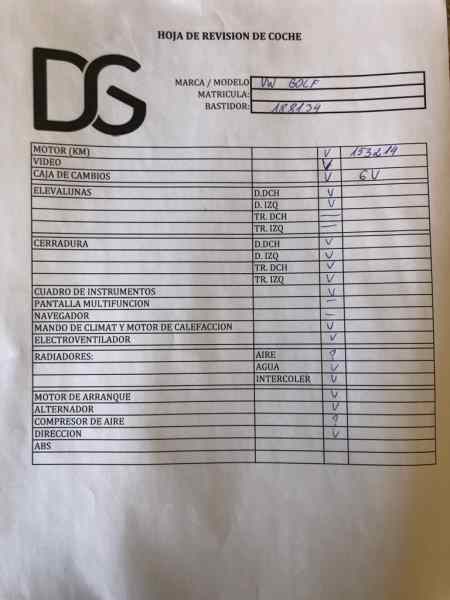 HOJA DE REVISION DE COCHE
DS
MARCA / MODELO VW GOLF
MATRICULA:
BASTIDOR: 188134
MOTOR (KM) V 153219
VIDEO V
CAJA DE CAMBIOS V 6V
ELEVALUNAS D.DCH V
D. IZQ V
TR. DCH —
TR. IZQ —
CERRADURA D.DCH V
D. IZQ V
TR. DCH V
TR. IZQ V
CUADRO DE INSTRUMENTOS V
PANTALLA MULTIFUNCION —
NAVEGADOR —
MANDO DE CLIMAT Y MOTOR DE CALEFACCION V
ELECTROVENTILADOR V
RADIADORES: AIRE ?
AGUA V
INTERCOLER V
MOTOR DE ARRANQUE V
ALTERNADOR V
COMPRESOR DE AIRE ?
DIRECCION V
ABS